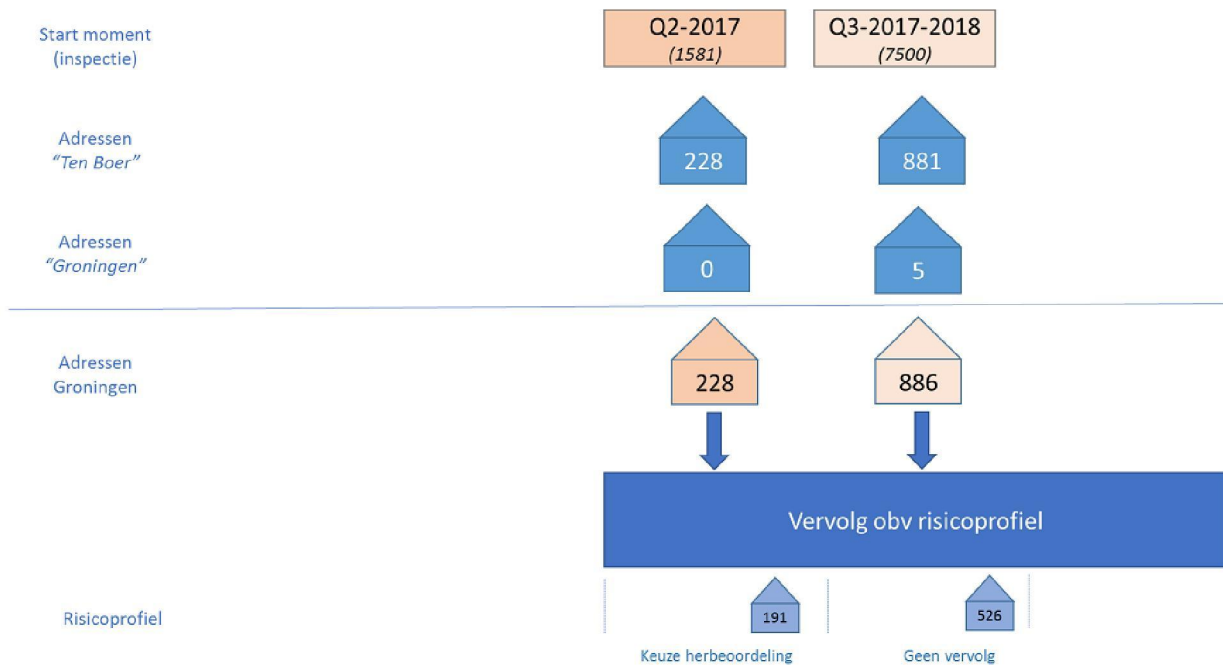 Start moment
(inspectie)
Q2-2017
(1581)
Q3-2017-2018
(7500)
Adressen
"Ten Boer"
228
881
Adressen
"Groningen"
0
5
Adressen
Groningen
228
886
Vervolg obv risicoprofiel
Risicoprofiel
191
526
Keuze herbeoordeling
Geen vervolg